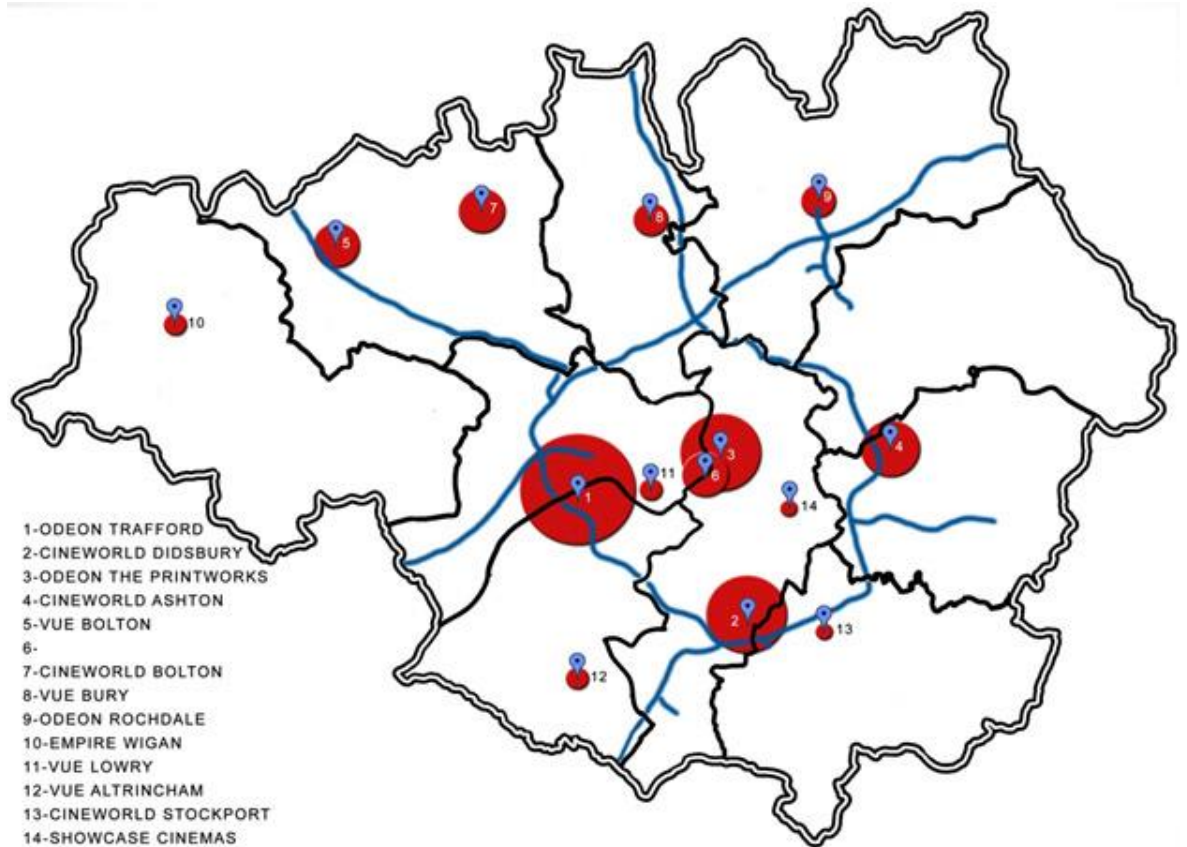 7
8
9
5
10
3
4
6
11
1
14
2
13
12
1-ODEON TRAFFORD
2-CINEWORLD DIDSBURY
3-ODEON THE PRINTWORKS
4-CINEWORLD ASHTON
5-VUE BOLTON
6-
7-CINEWORLD BOLTON
8-VUE BURY
9-ODEON ROCHDALE
10-EMPIRE WIGAN
11-VUE LOWRY
12-VUE ALTRINCHAM
13-CINEWORLD STOCKPORT
14-SHOWCASE CINEMAS